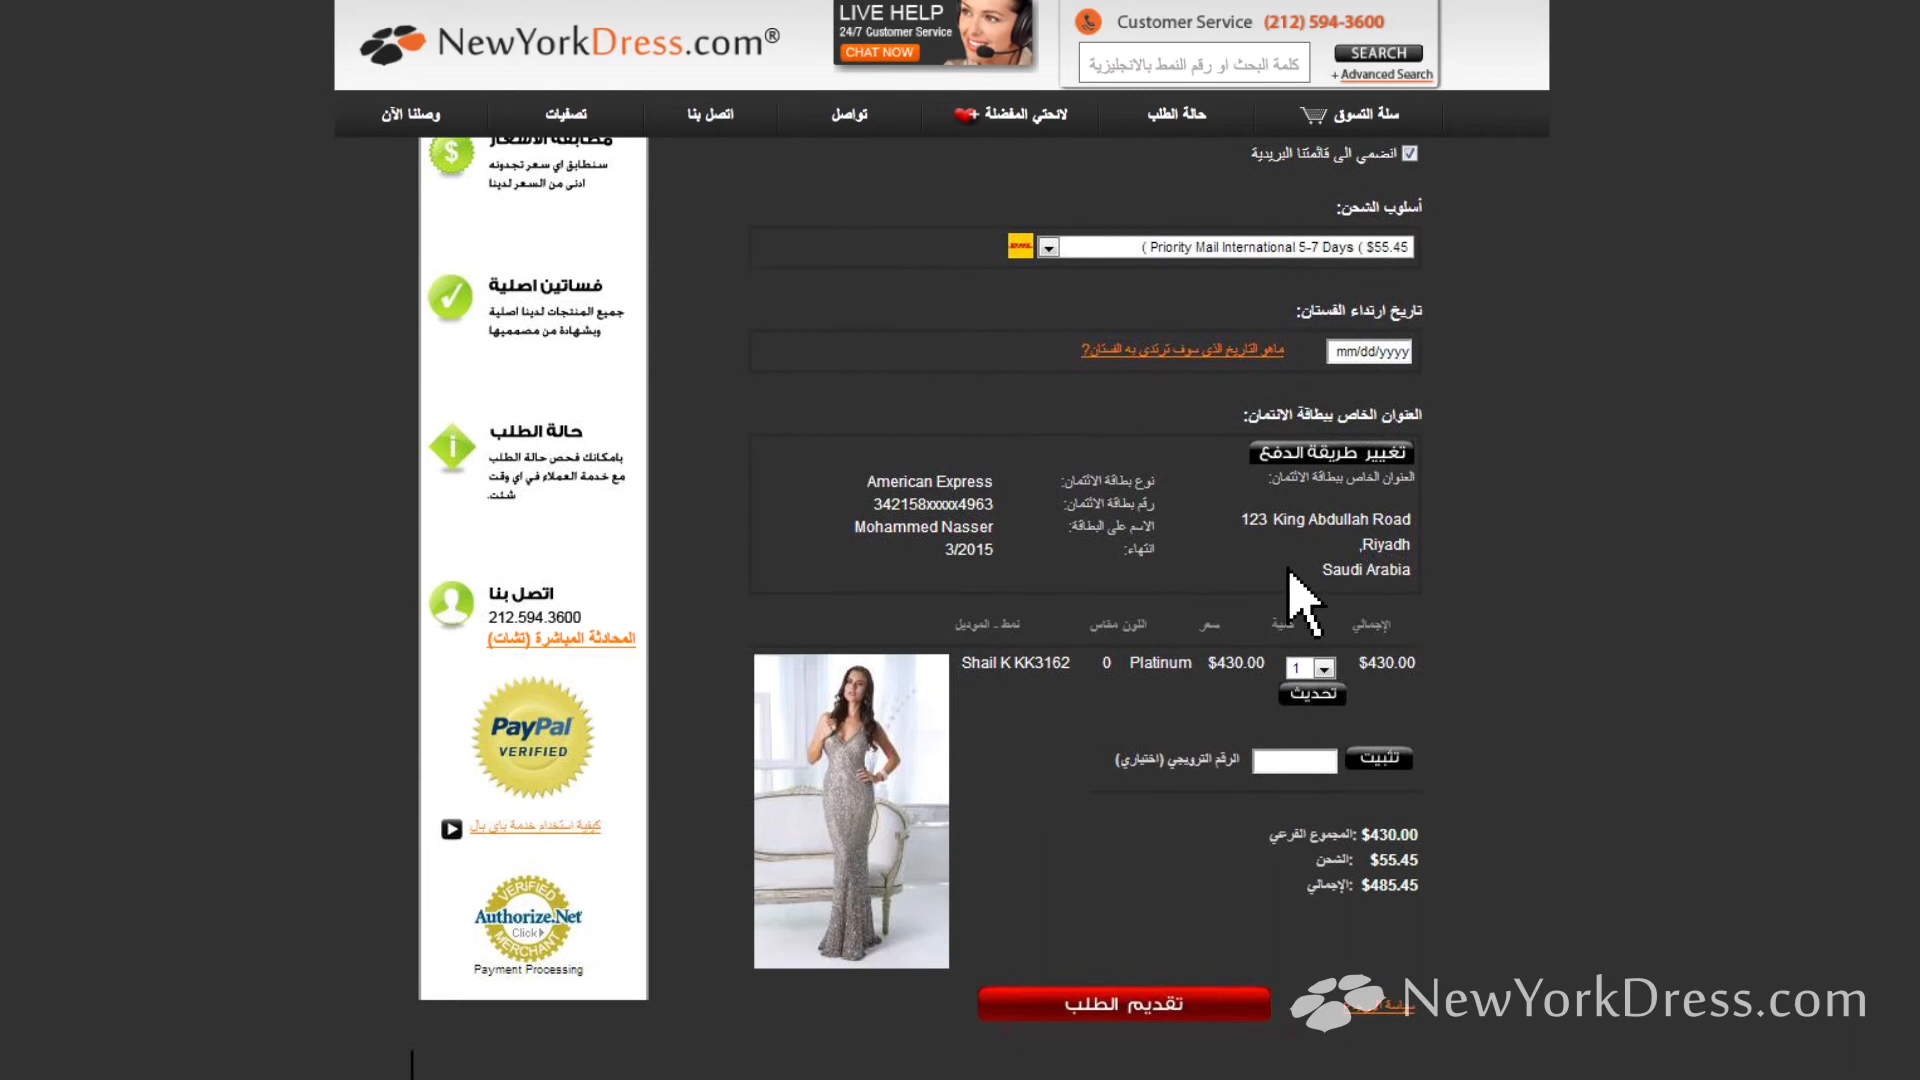 NewYorkDress.com®
LIVE HELP
24/7 Customer Service
CHAT NOW
Customer Service (212) 594-3600
كلمة البحث او رقم النمط بالانجليزية
SEARCH
+ Advanced Search
سلة التسوق
حالة الطلب
لائحتي المفضلة
تواصل
اتصل بنا
تصفيات
وصلنا الآن
مطابقة الاسعار
سنطابق اي سعر تجدونه
ادنى من السعر لدينا
فساتين اصلية
جميع المنتجات لدينا اصلية
وبشهادة من مصمميها
حالة الطلب
بامكانك فحص حالة الطلب
مع خدمة العملاء في اي وقت
شئت.
اتصل بنا
212.594.3600
المحادثة المباشرة (تشات)
PayPal
VERIFIED
كيفية استخدام خدمة باي بال
VERIFIED
Authorize.Net
Click
MERCHANT
Payment Processing
انضمي الى قائمتنا البريدية
أسلوب الشحن:
( Priority Mail International 5-7 Days ( $55.45
DHL
تاريخ ارتداء الفستان:
mm/dd/yyyy
ماهو التاريخ الذي سوف ترتدي به الفستان?
العنوان الخاص ببطاقة الائتمان:
تغيير طريقة الدفع
العنوان الخاص ببطاقة الائتمان:
123 King Abdullah Road
,Riyadh
Saudi Arabia
نوع بطاقة الائتمان: American Express
رقم بطاقة الائتمان: 342158xxxxx4963
الاسم على البطاقة: Mohammed Nasser
انتهاء: 3/2015
نمط - الموديل
مقاس
اللون
سعر
الإجمالي
Shail K KK3162 0 Platinum $430.00 1 $430.00
تحديث
الرقم الترويجي (اختياري)
تثبيت
المجموع الفرعي: $430.00
الشحن: $55.45
الإجمالي: $485.45
تقديم الطلب
NewYorkDress.com